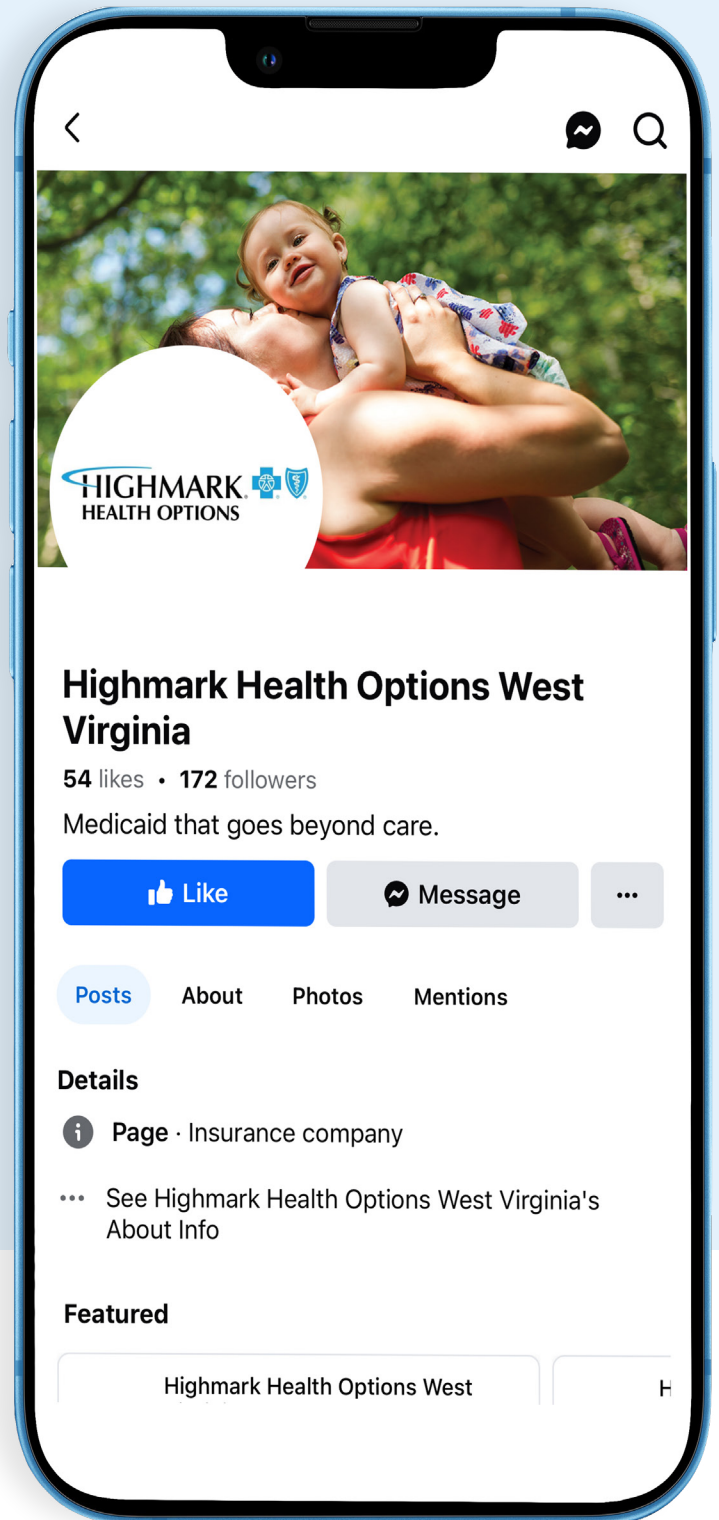 HIGHMARK.
HEALTH OPTIONS
Highmark Health Options West
Virginia
54 likes • 172 followers
Medicaid that goes beyond care.
Like
Message
Posts
About
Photos
Mentions
Details
Page · Insurance company
See Highmark Health Options West Virginia's
About Info
Featured
Highmark Health Options West
H